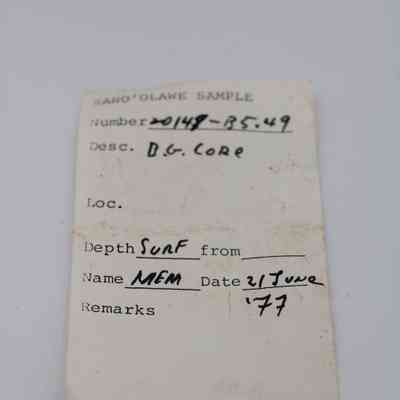 KAHO'OLAWE SAMPLE
Number 20148-B5.49
Desc. B.G. CORE
Loc.
Depth SURF from
Name MEM Date 21 June
Remarks '77